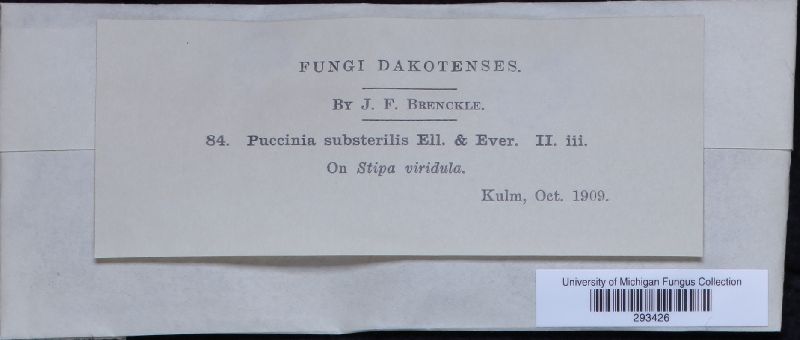 FUNGI DAKOTENSES.
By J. F. Brenckle.
84. Puccinia substerilis Ell. & Ever. II. iii.
On Stipa viridula.
Kulm, Oct. 1909.
University of Michigan Fungus Collection
293426